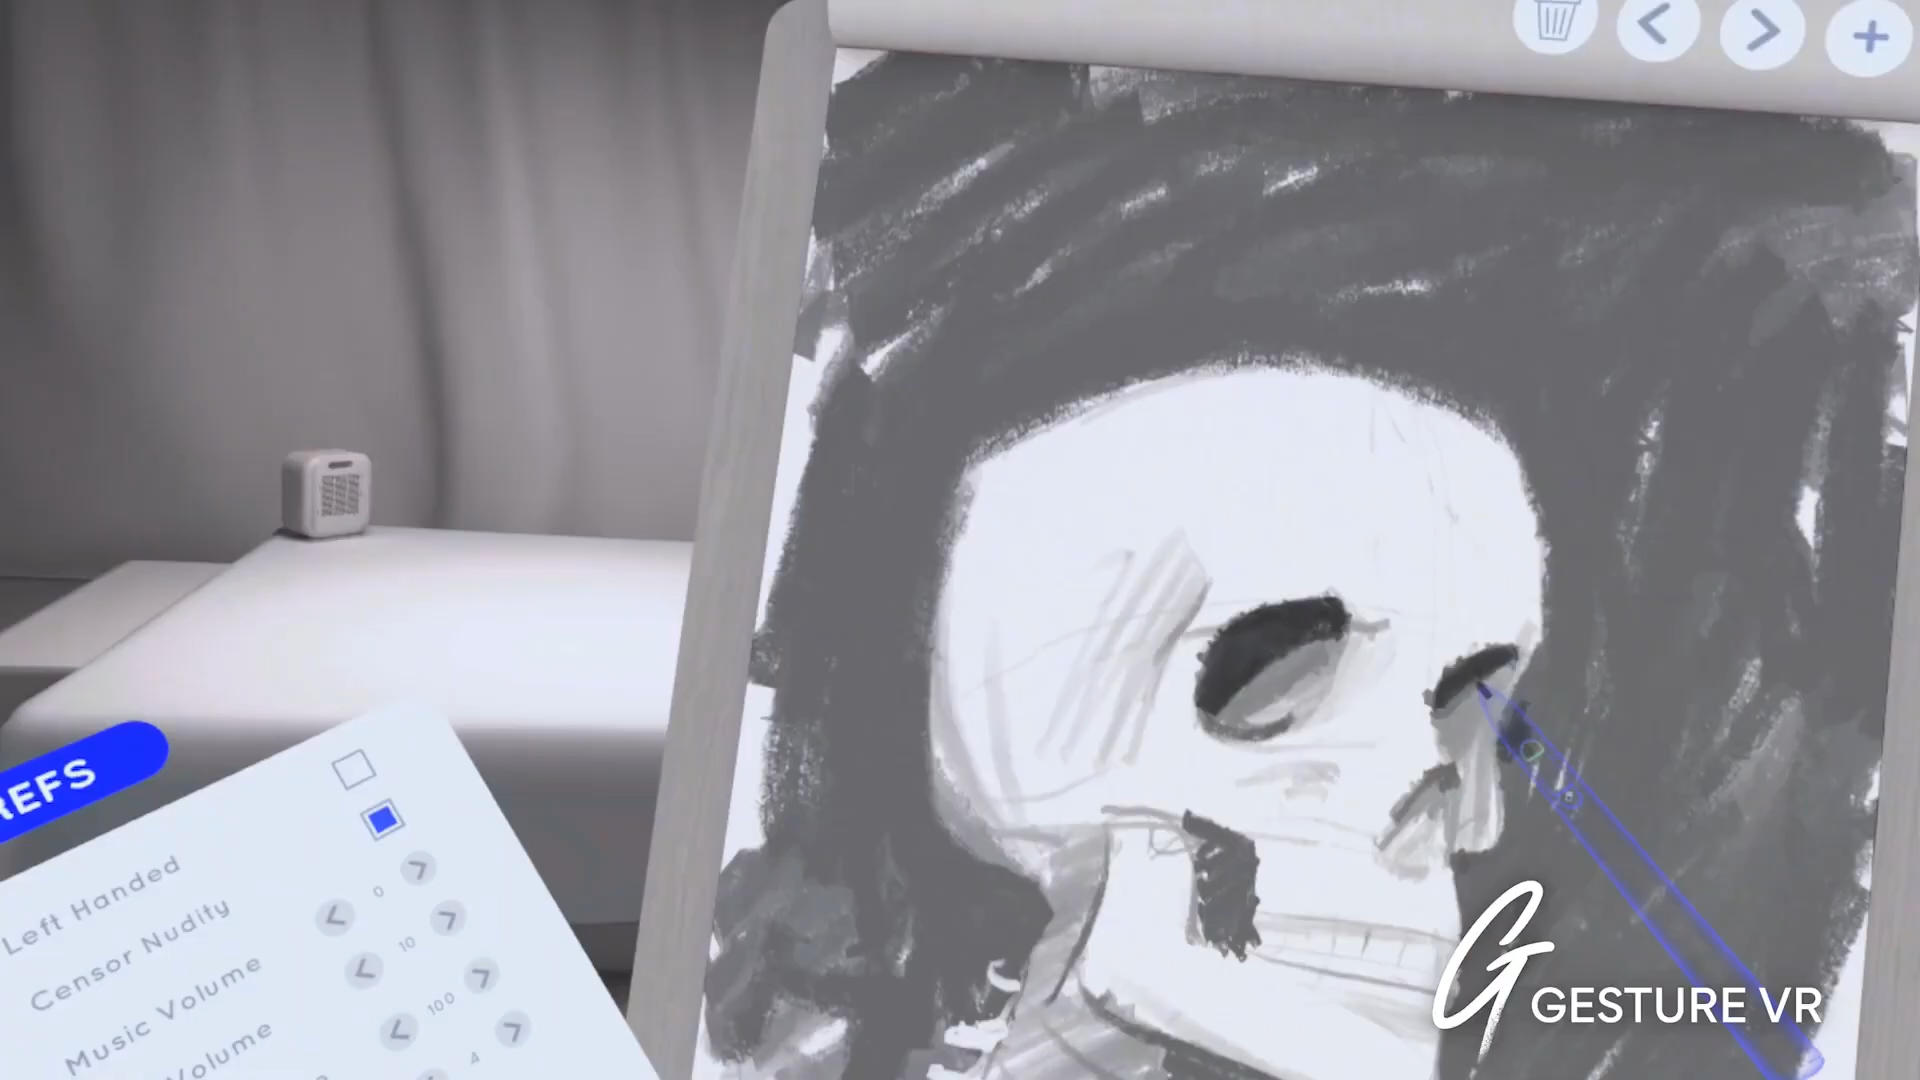 REFS
Left Handed
Censor Nudity
Music Volume
0
Volume
10
100
4
GESTURE VR